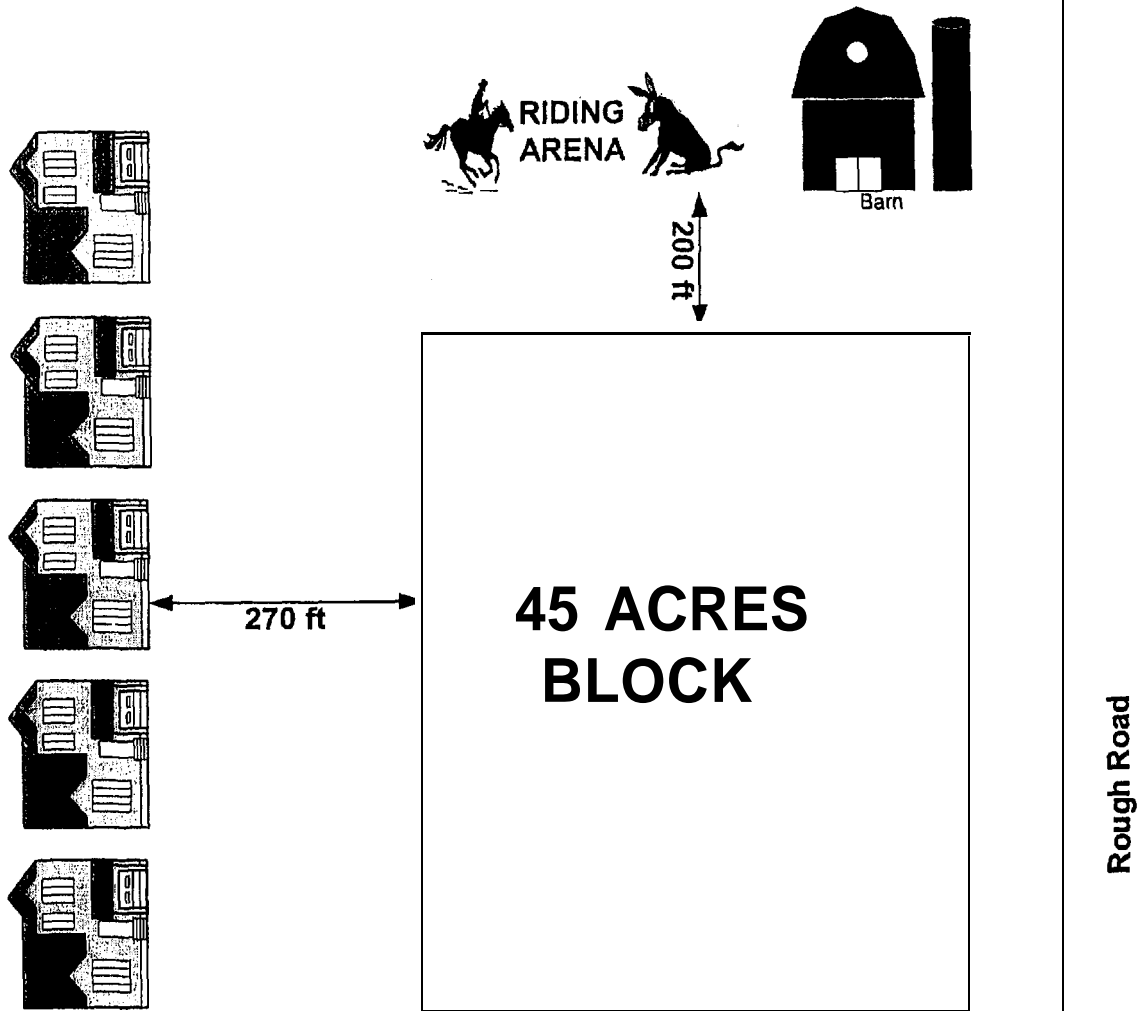 RIDING
ARENA
Barn
200 ft
270 ft
45 ACRES
BLOCK
Rough Road